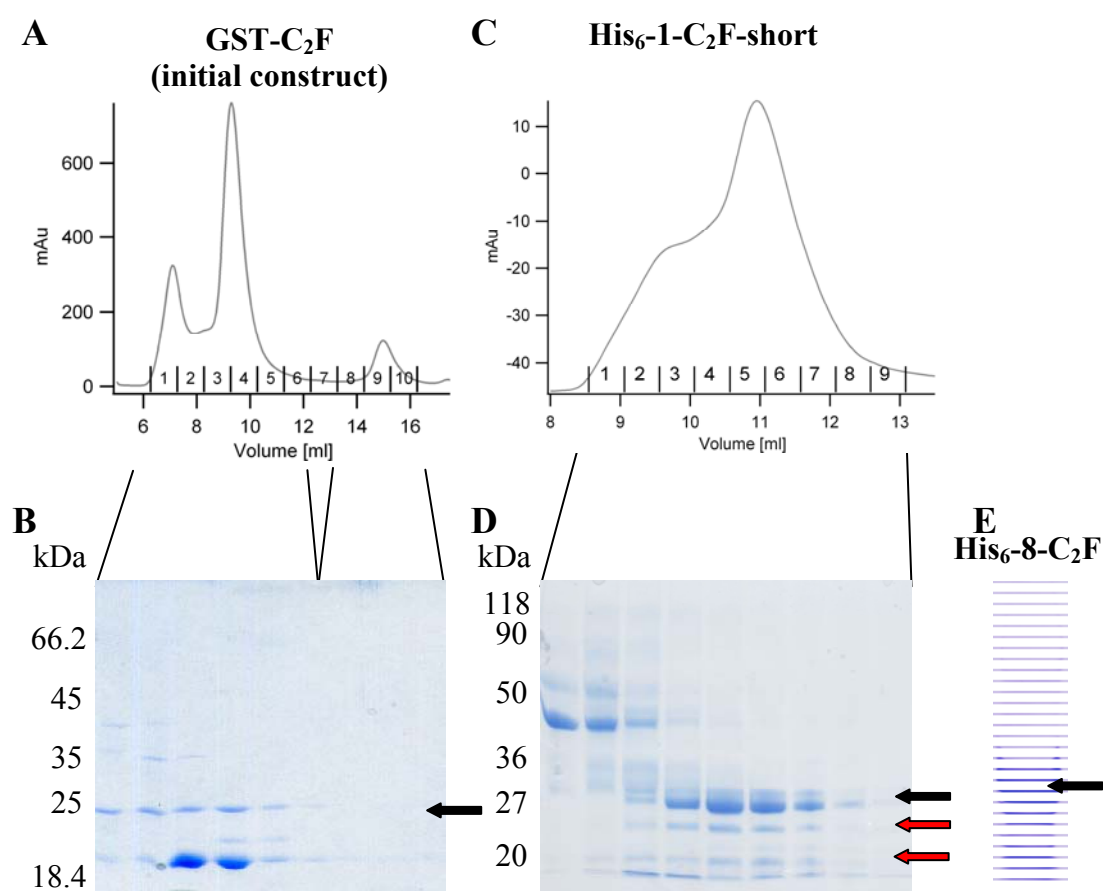 A
GST-C₂F
(initial construct)
600
400
200
0
mAu
1 2 3 4 5 6 7 8 9 10
6 8 10 12 14 16
Volume [ml]
C
His₆-1-C₂F-short
10
0
-10
-20
-30
-40
mAu
1 2 3 4 5 6 7 8 9
8 9 10 11 12 13
Volume [ml]
B
kDa
66.2
45
35
25
18.4
D
kDa
118
90
50
36
27
20
E
His₆-8-C₂F